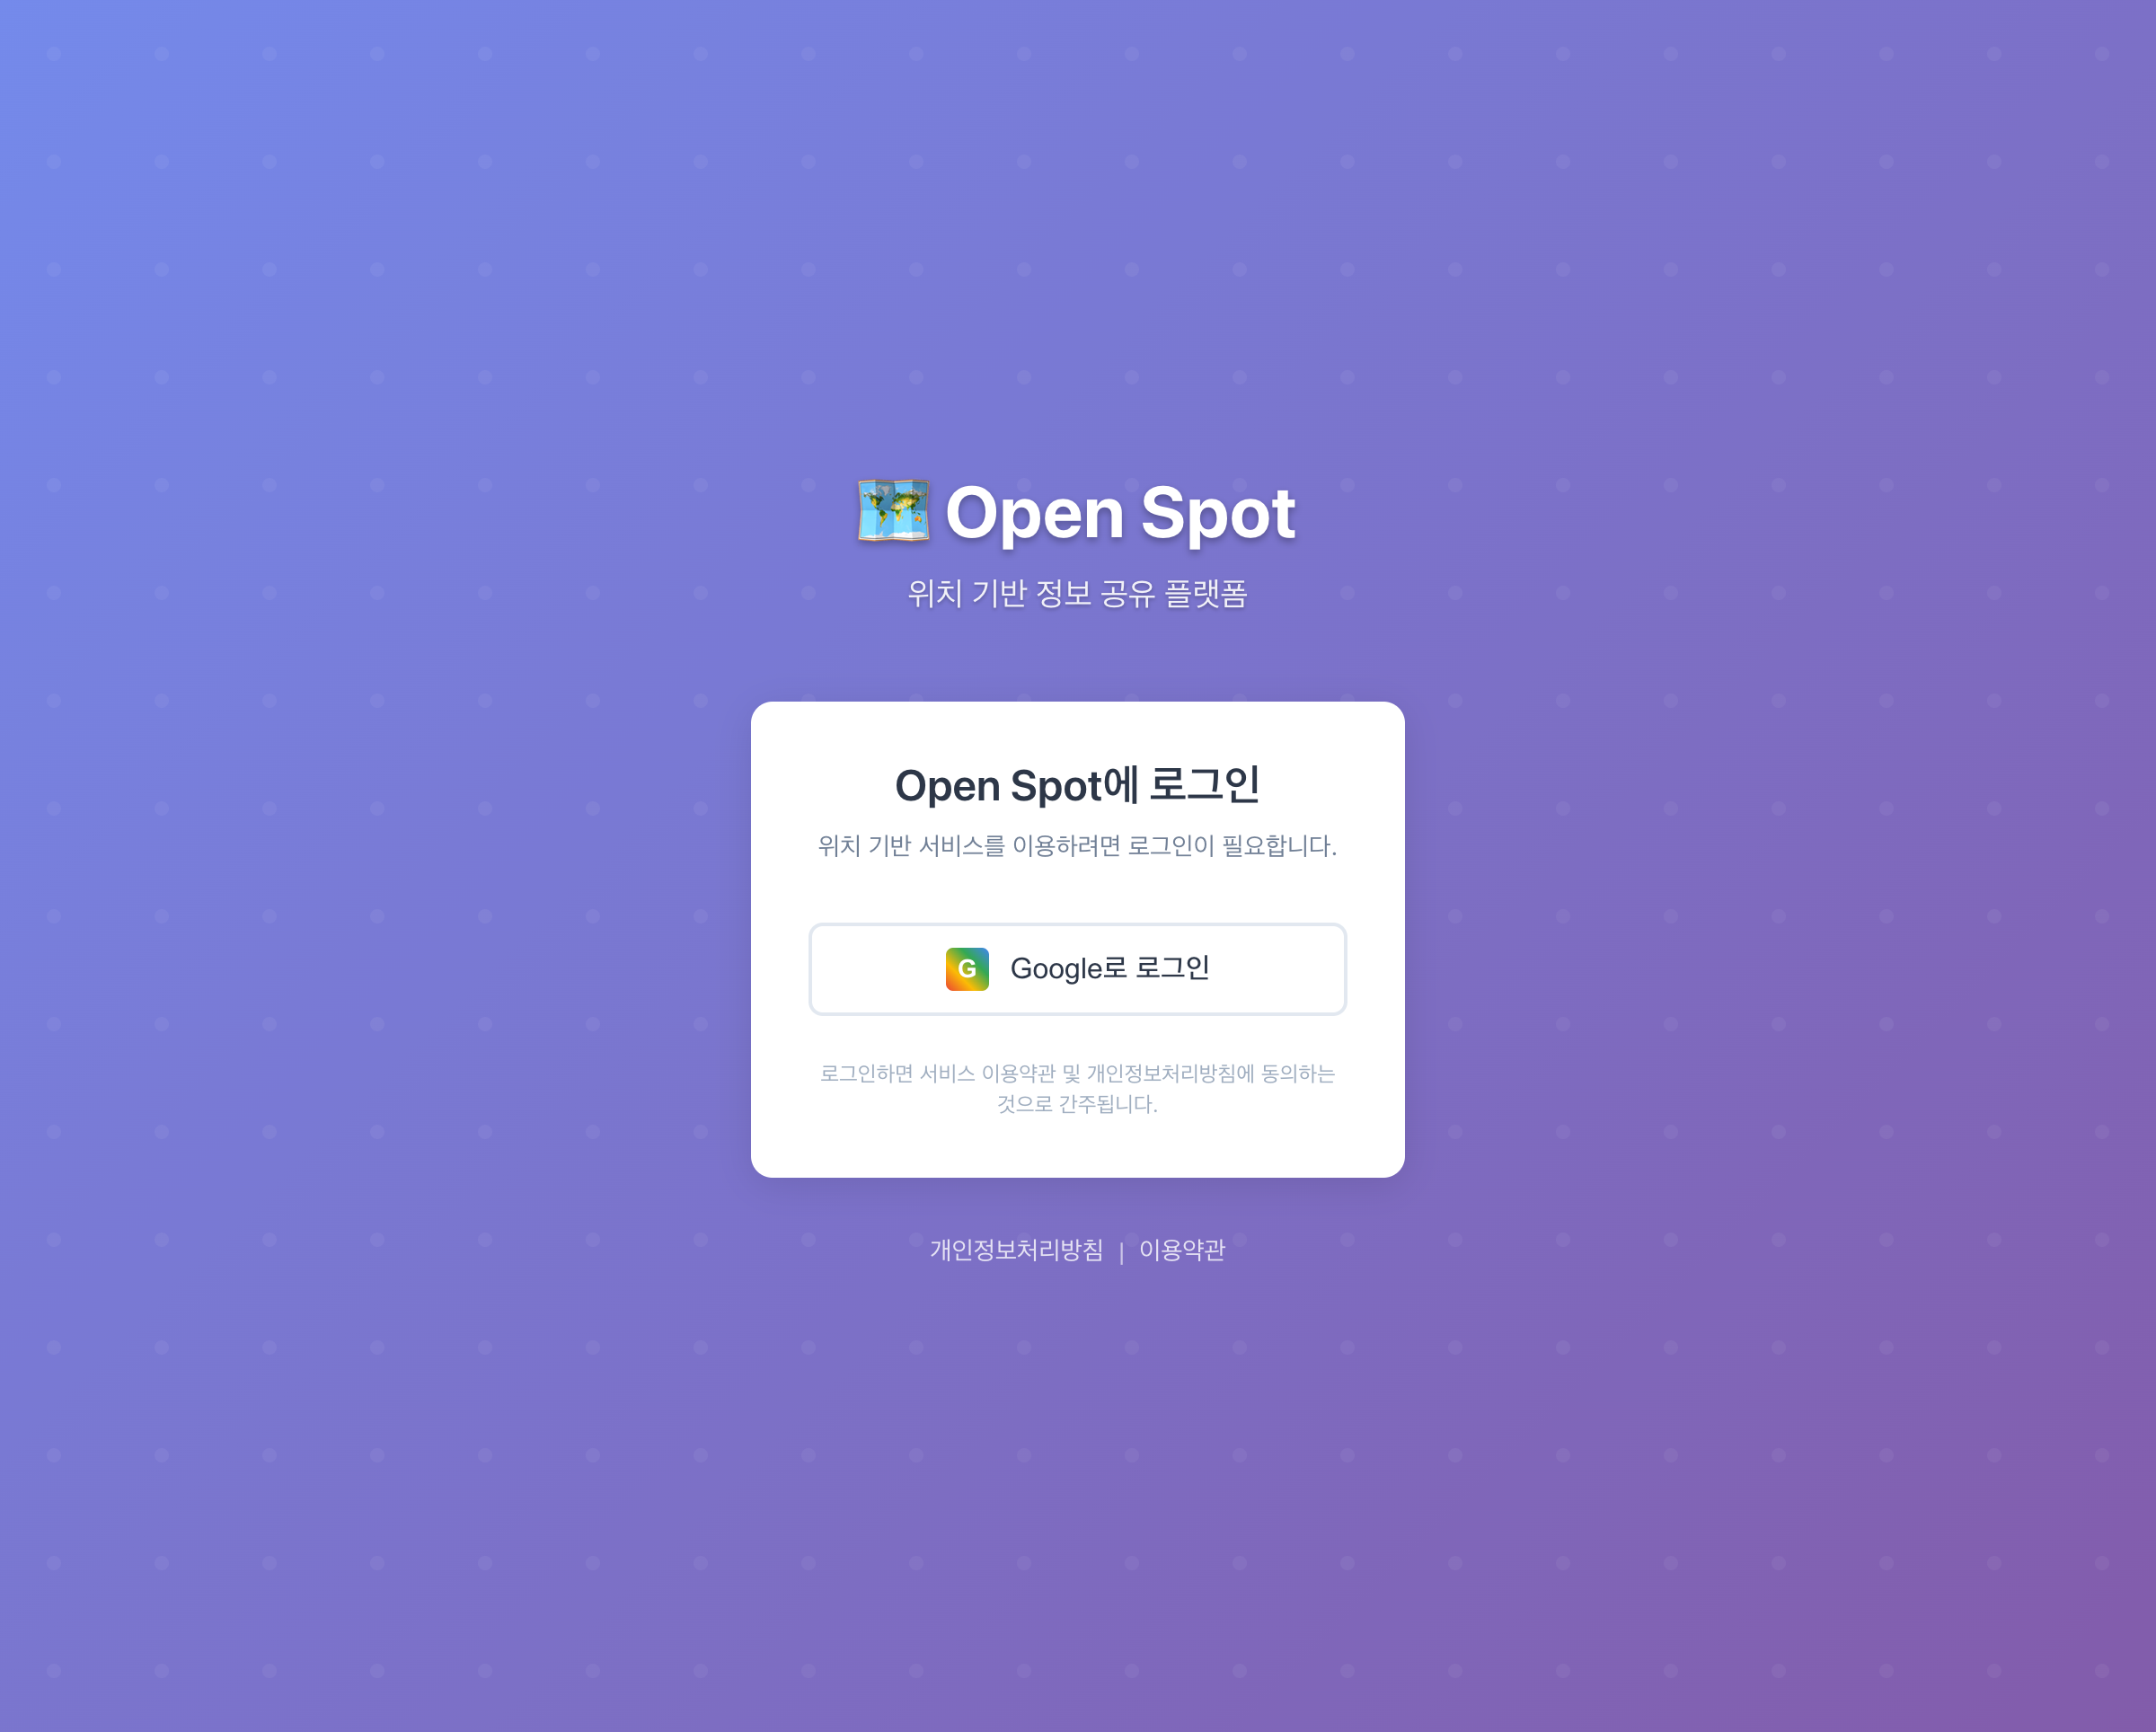 Open Spot
위치 기반 정보 공유 플랫폼
Open Spot에 로그인
위치 기반 서비스를 이용하려면 로그인이 필요합니다.
G Google로 로그인
로그인하면 서비스 이용약관 및 개인정보처리방침에 동의하는
것으로 간주됩니다.
개인정보처리방침 | 이용약관